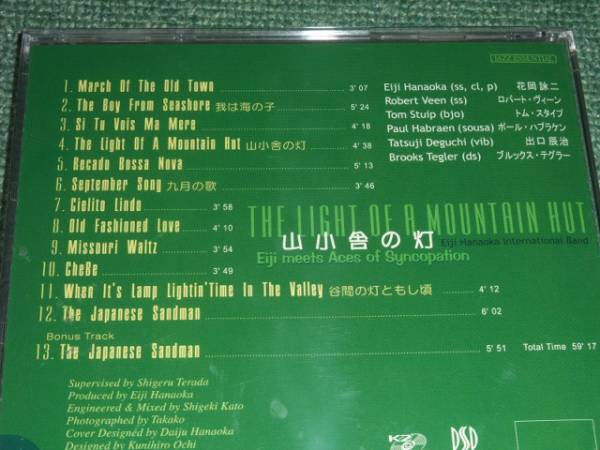 JAZZ ESSENTIAL
1. March Of The Old Town 3' 07
2. The Boy From Seashore 我は海の子 5' 24
3. Si Tu Vois Ma Mere 4' 18
4. The Light Of A Mountain Hut 山小舎の灯 4' 38
5. Recado Bossa Nova 5' 13
6. September Song 九月の歌 3' 46
7. Cielito Lindo 3' 58
8. Old Fashioned Love 4' 10
9. Missouri Waltz 3' 54
10. CheBe 3' 49
11. When It's Lamp Lightin'Time In The Valley 谷間の灯ともし頃 4' 12
12. The Japanese Sandman 6' 02
Bonus Track
13. The Japanese Sandman 5' 51 Total Time 59' 17
Eiji Hanaoka (ss, cl, p) 花岡 詠二
Robert Veen (ss) ロバート・ヴィーン
Tom Stuip (bjo) トム・スタイプ
Paul Habraen (sousa) ポール・ハブラケン
Tatsuji Deguchi (vib) 出口 辰治
Brooks Tegler (ds) ブルックス・テグラー
THE LIGHT OF A MOUNTAIN HUT
山小舎の灯 Eiji Hanaoka International Band
Eiji meets Aces of Syncopation
Supervised by Shigeru Terada
Produced by Eiji Hanaoka
Engineered & Mixed by Shigeki Kato
Photographed by Takako
Cover Designed by Daiju Hanaoka
Designed by Kunihiro Ochi
DSD